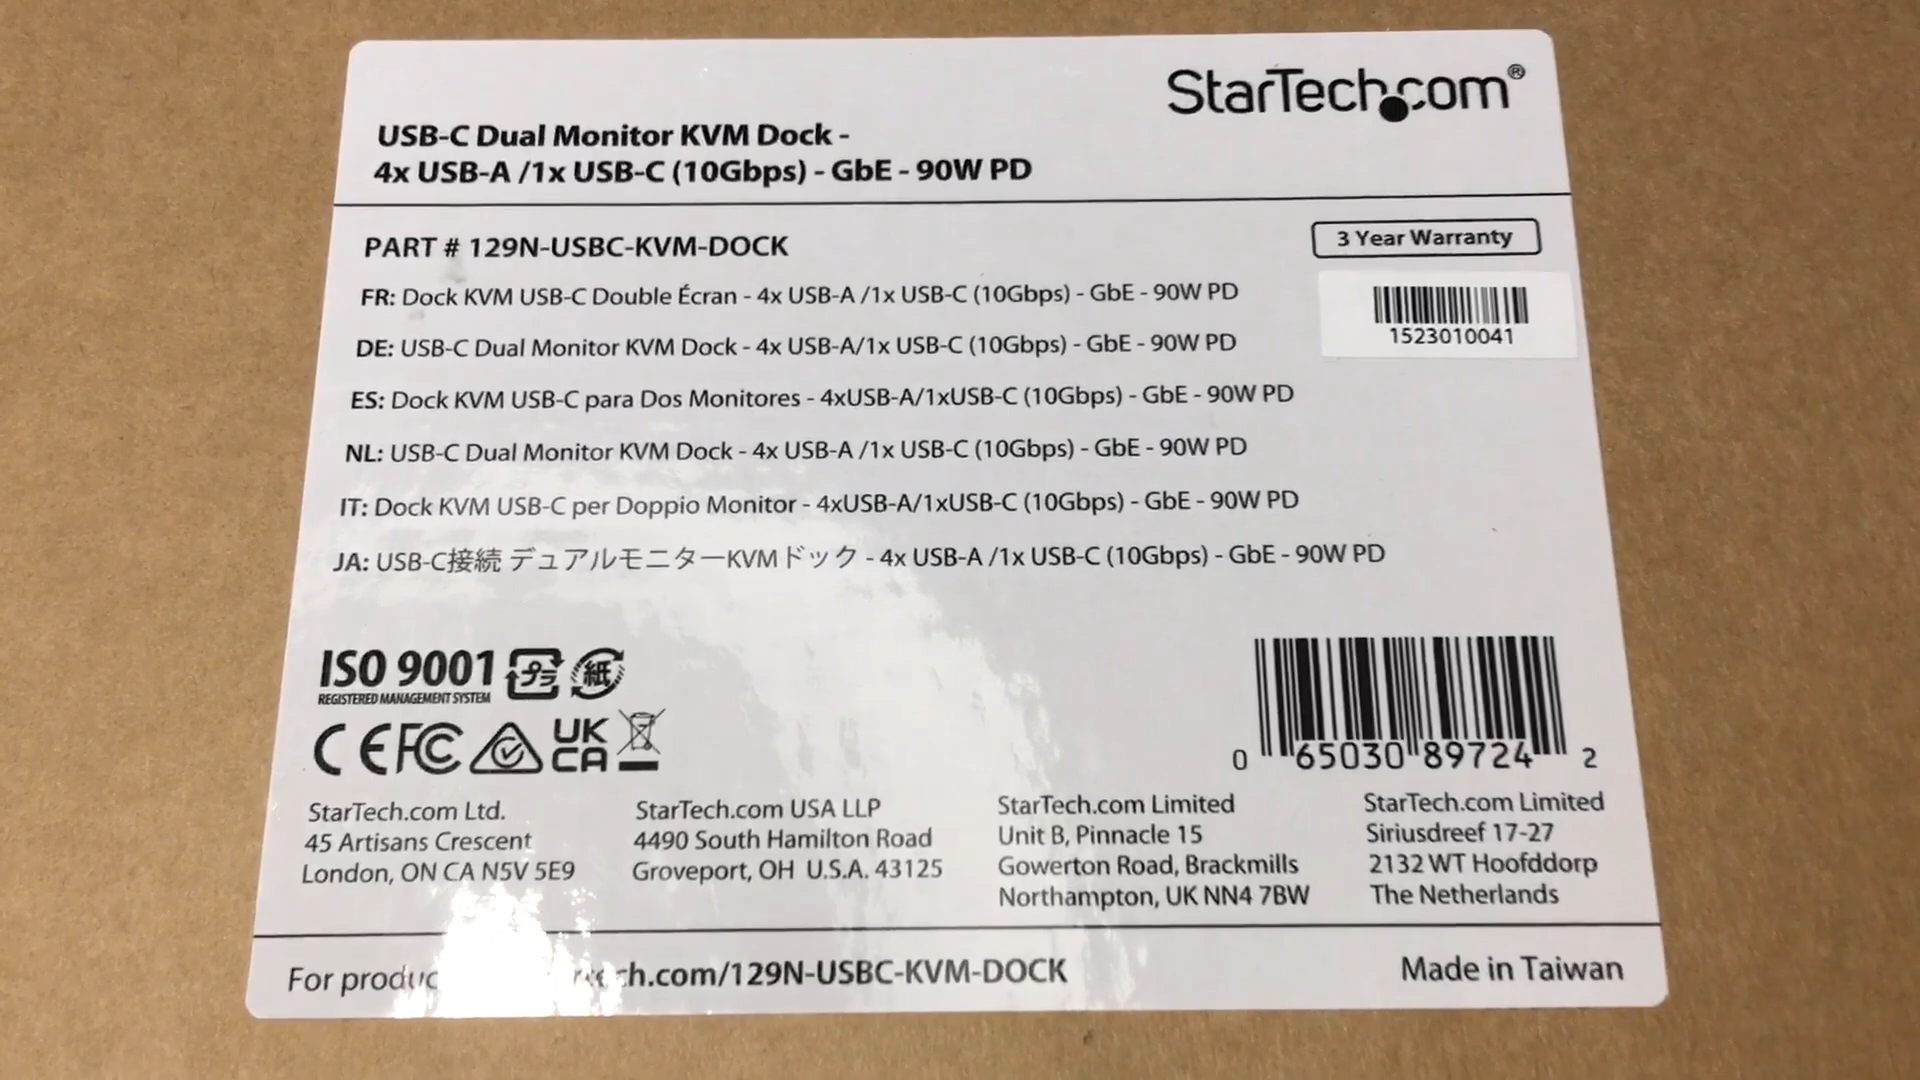 StarTech.com®
USB-C Dual Monitor KVM Dock -
4x USB-A /1x USB-C (10Gbps) - GbE - 90W PD
PART # 129N-USBC-KVM-DOCK
3 Year Warranty
1523010041
FR: Dock KVM USB-C Double Écran - 4x USB-A /1x USB-C (10Gbps) - GbE - 90W PD
DE: USB-C Dual Monitor KVM Dock - 4x USB-A/1x USB-C (10Gbps) - GbE - 90W PD
ES: Dock KVM USB-C para Dos Monitores - 4xUSB-A/1xUSB-C (10Gbps) - GbE - 90W PD
NL: USB-C Dual Monitor KVM Dock - 4x USB-A /1x USB-C (10Gbps) - GbE - 90W PD
IT: Dock KVM USB-C per Doppio Monitor - 4xUSB-A/1xUSB-C (10Gbps) - GbE - 90W PD
JA: USB-C接続 デュアルモニターKVMドック - 4x USB-A /1x USB-C (10Gbps) - GbE - 90W PD
ISO 9001 プラ 紙
REGISTERED MANAGEMENT SYSTEM
CE FC UK CA
0 65030 89724 2
StarTech.com Ltd.
45 Artisans Crescent
London, ON CA N5V 5E9
StarTech.com USA LLP
4490 South Hamilton Road
Groveport, OH U.S.A. 43125
StarTech.com Limited
Unit B, Pinnacle 15
Gowerton Road, Brackmills
Northampton, UK NN4 7BW
StarTech.com Limited
Siriusdreef 17-27
2132 WT Hoofddorp
The Netherlands
For ch.com/129N-USBC-KVM-DOCK
Made in Taiwan